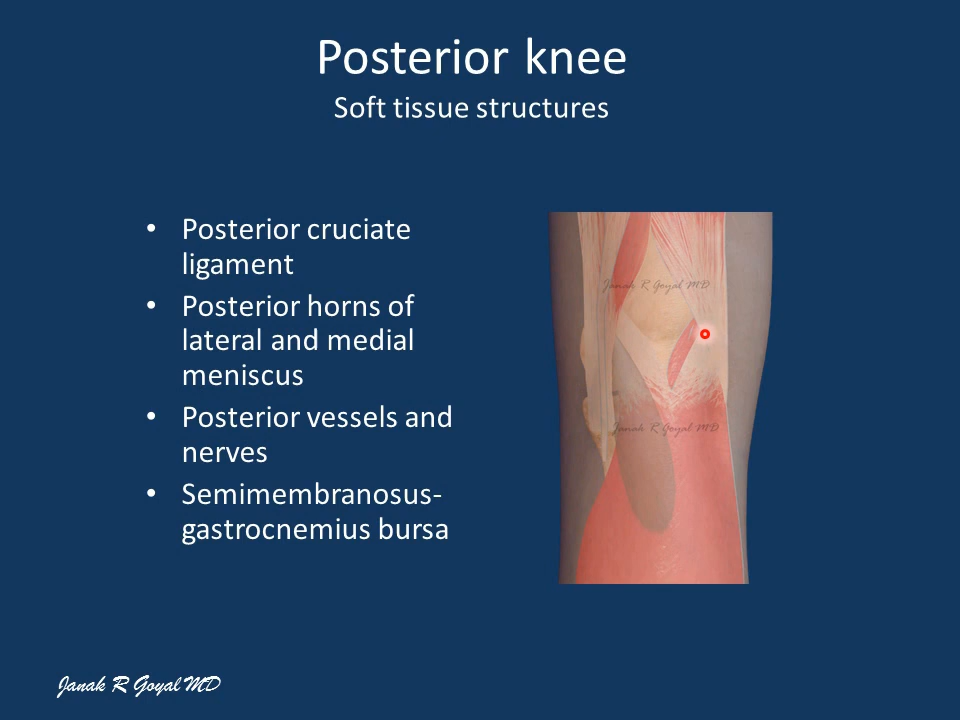 Posterior knee
Soft tissue structures
• Posterior cruciate
ligament
• Posterior horns of
lateral and medial
meniscus
• Posterior vessels and
nerves
• Semimembranosus-
gastrocnemius bursa
Janak R Goyal MD
Janak R Goyal MD
Janak R Goyal MD